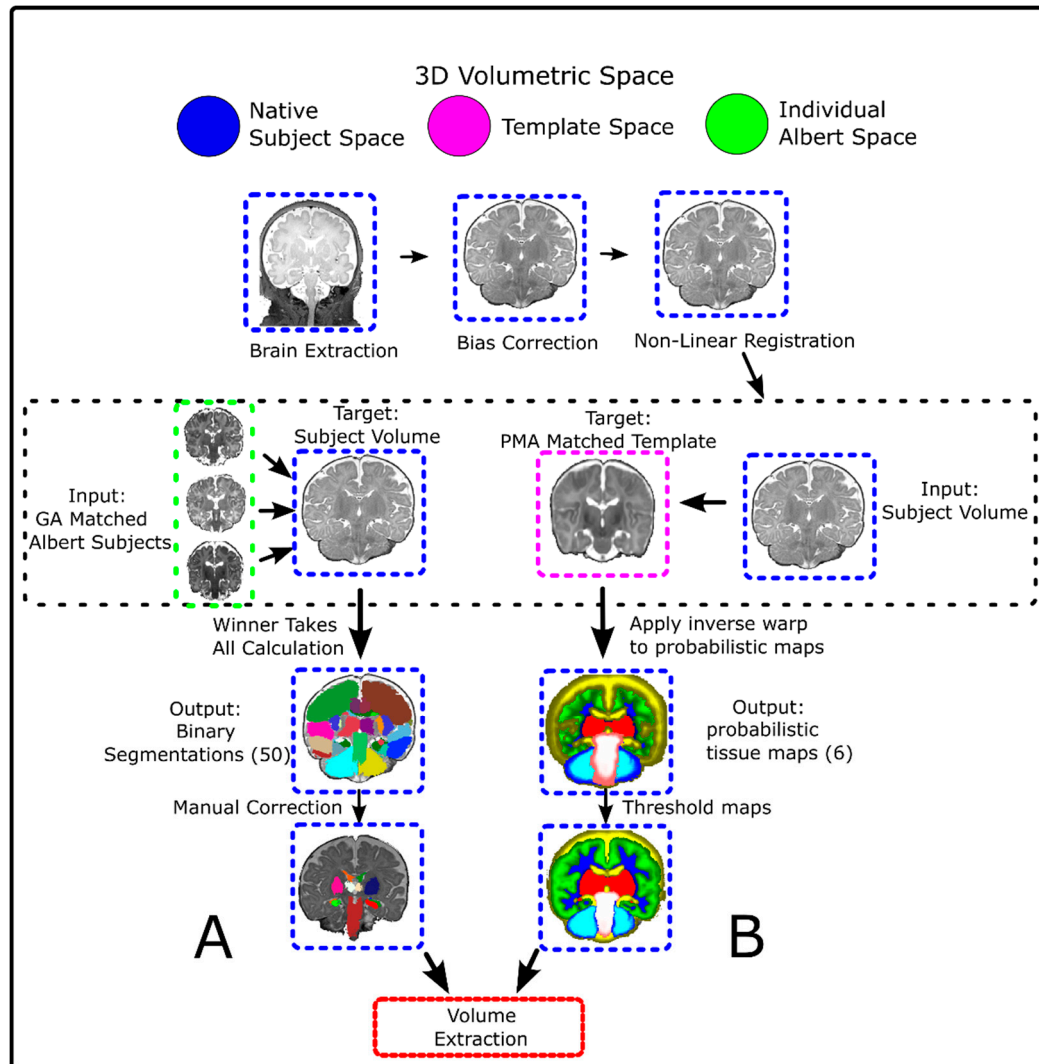 3D Volumetric Space
Native
Subject Space
Template Space
Individual
Albert Space
Brain Extraction
Bias Correction
Non-Linear Registration
Input:
GA Matched
Albert Subjects
Target:
Subject Volume
Target:
PMA Matched Template
Input:
Subject Volume
Winner Takes
All Calculation
Apply inverse warp
to probabilistic maps
Output:
Binary
Segmentations (50)
Output:
probabilistic
tissue maps (6)
Manual Correction
Threshold maps
A
B
Volume
Extraction